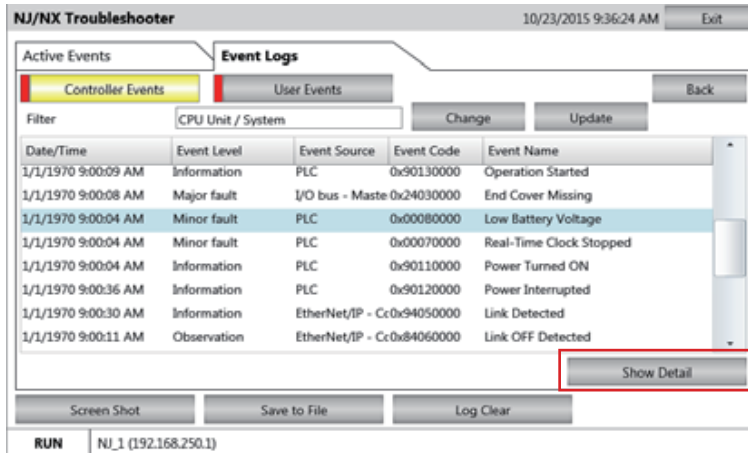 NJ/NX Troubleshooter 10/23/2015 9:36:24 AM Exit
Active Events Event Logs
Controller Events User Events Back
Filter CPU Unit / System Change Update
Date/Time Event Level Event Source Event Code Event Name
1/1/1970 9:00:09 AM Information PLC 0x90130000 Operation Started
1/1/1970 9:00:08 AM Major fault I/O bus - Maste 0x24030000 End Cover Missing
1/1/1970 9:00:04 AM Minor fault PLC 0x00080000 Low Battery Voltage
1/1/1970 9:00:04 AM Minor fault PLC 0x00070000 Real-Time Clock Stopped
1/1/1970 9:00:04 AM Information PLC 0x90110000 Power Turned ON
1/1/1970 9:00:36 AM Information PLC 0x90120000 Power Interrupted
1/1/1970 9:00:30 AM Information EtherNet/IP - Cc 0x94050000 Link Detected
1/1/1970 9:00:11 AM Observation EtherNet/IP - Cc 0x84060000 Link OFF Detected
Show Detail
Screen Shot Save to File Log Clear
RUN NJ_1 (192.168.250.1)